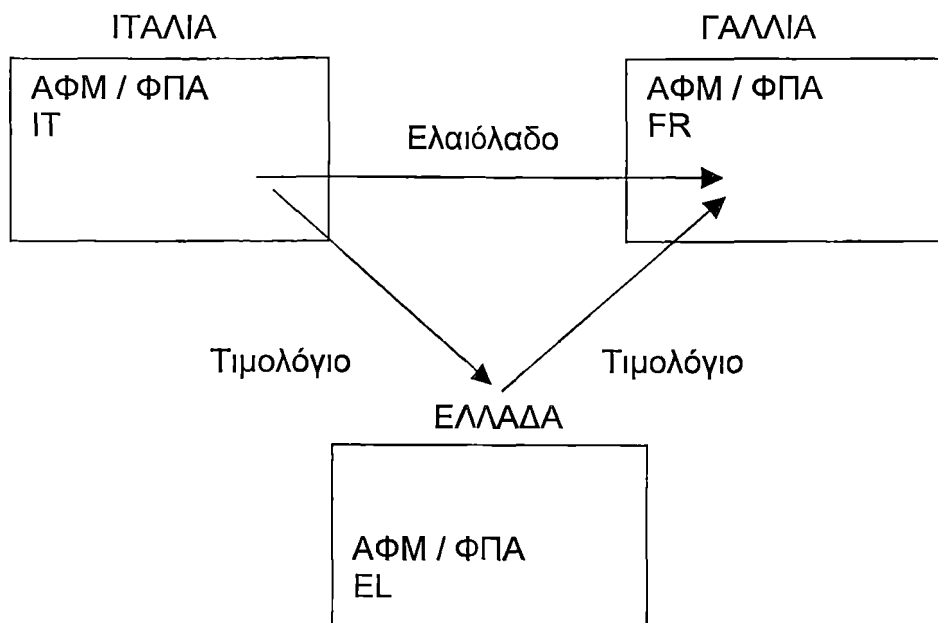 ΙΤΑΛΙΑ
ΓΑΛΛΙΑ
ΑΦΜ / ΦΠΑ
IT
ΑΦΜ / ΦΠΑ
FR
Ελαιόλαδο
Τιμολόγιο
Τιμολόγιο
ΕΛΛΑΔΑ
ΑΦΜ / ΦΠΑ
EL